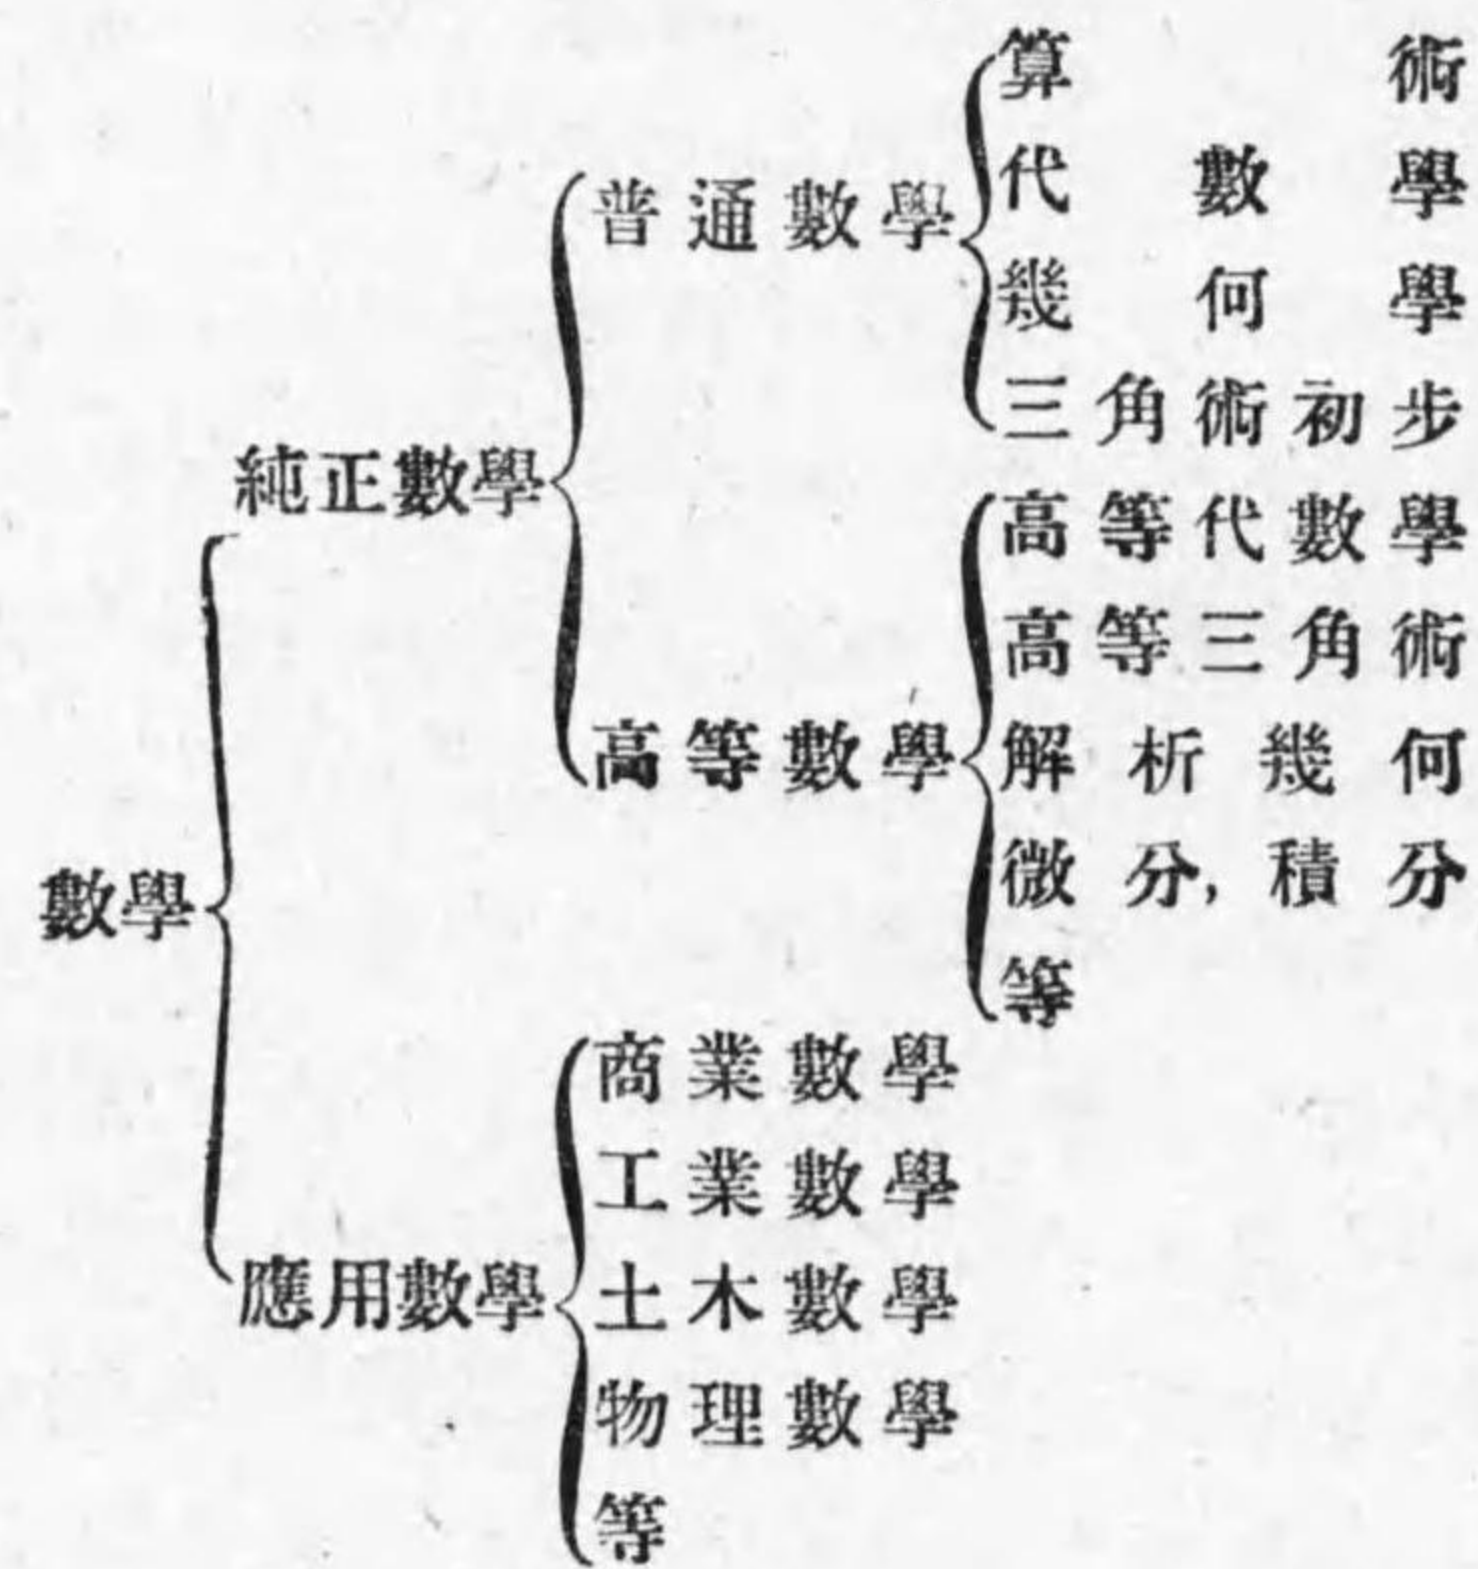 數學
純正數學
普通數學
算術
代數學
幾何學
三角術初步
高等數學
高等代數學
高等三角術
解析幾何
微分,積分
等
應用數學
商業數學
工業數學
土木數學
物理數學
等